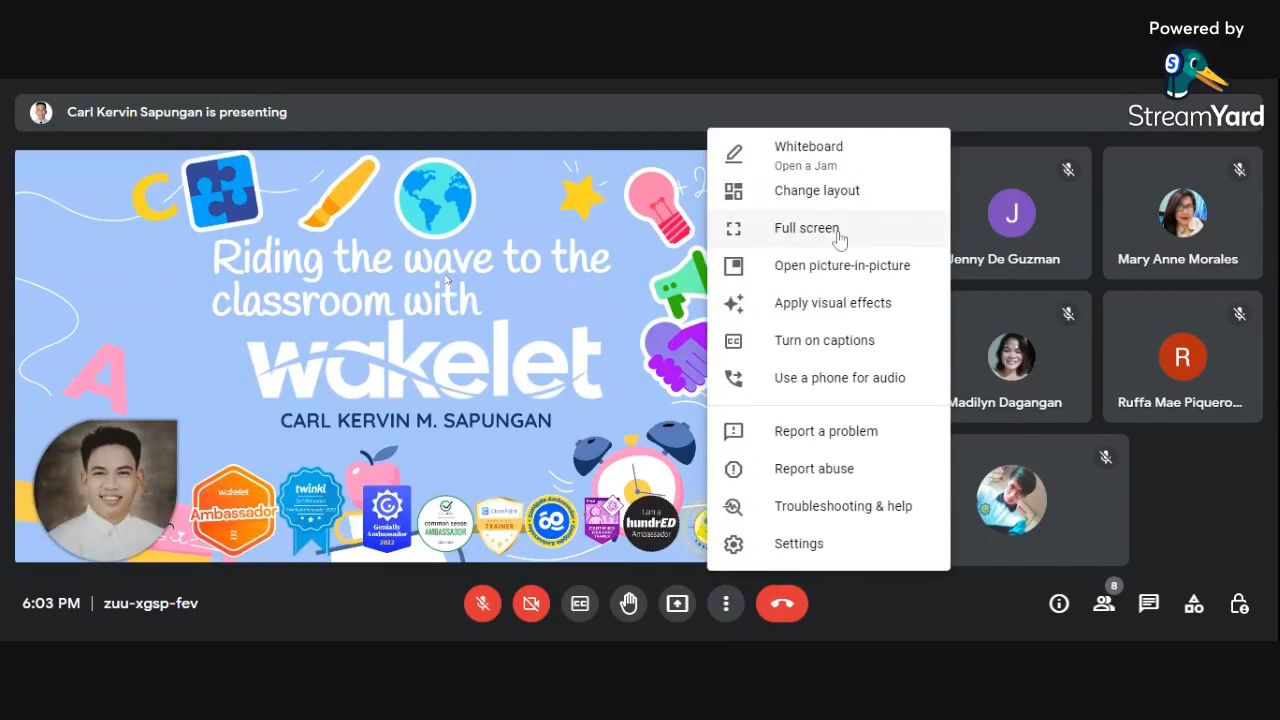 Powered by
StreamYard
Carl Kervin Sapungan is presenting
Riding the wave to the
classroom with
wakelet
CARL KERVIN M. SAPUNGAN
A
wakelet
Ambassador
twinkl
Genially
Ambassador
2022
common sense
AMBASSADOR
ClassPoint
TRAINER
I am a
hundrED
Ambassador
Whiteboard
Open a Jam
Change layout
Full screen
Open picture-in-picture
Apply visual effects
Turn on captions
Use a phone for audio
Report a problem
Report abuse
Troubleshooting & help
Settings
J
Jenny De Guzman
Mary Anne Morales
Madilyn Dagangan
R
Ruffa Mae Piquero...
6:03 PM | zuu-xgsp-fev
8